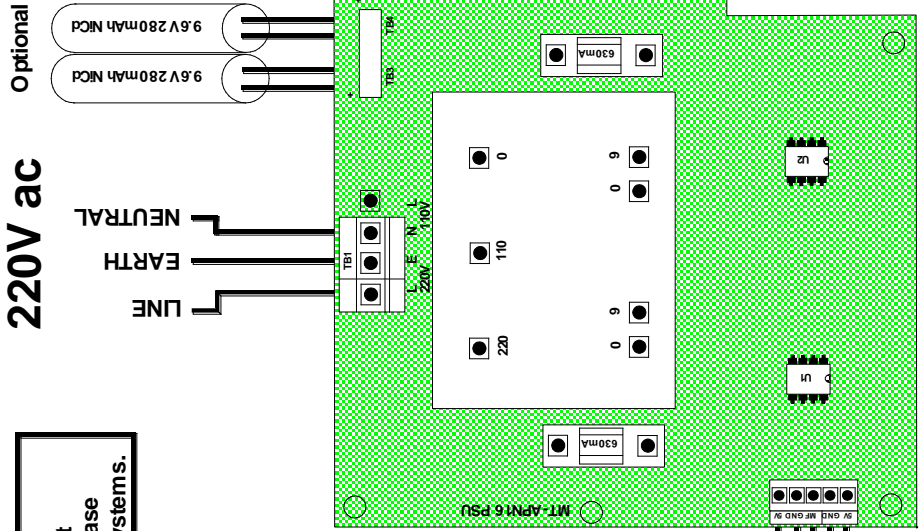 Optional
9.6V 280mAh NiCd
9.6V 280mAh NiCd
220V ac
NEUTRAL
EARTH
LINE
t
ase
ystems.
TB4
TB3
+
TB1
L
N
E
L
110V
220V
630mA
0
110
220
9
0
9
0
630mA
U2
U1
MT-APN16 PSU
5V GND MF GND 5V